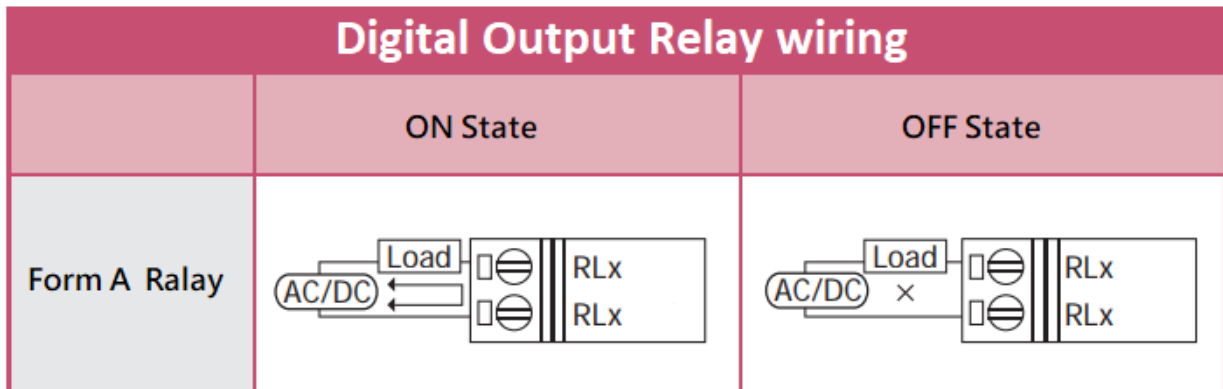 Digital Output Relay wiring
ON State
OFF State
Form A Ralay
Load
AC/DC
RLx
RLx
Load
AC/DC
×
RLx
RLx